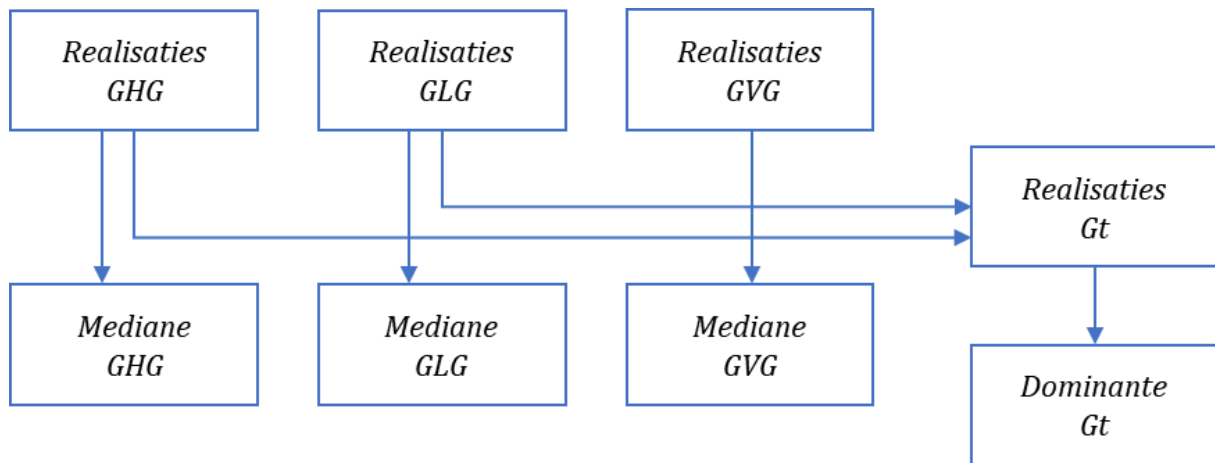 Realisaties
GHG
Realisaties
GLG
Realisaties
GVG
Realisaties
Gt
Mediane
GHG
Mediane
GLG
Mediane
GVG
Dominante
Gt